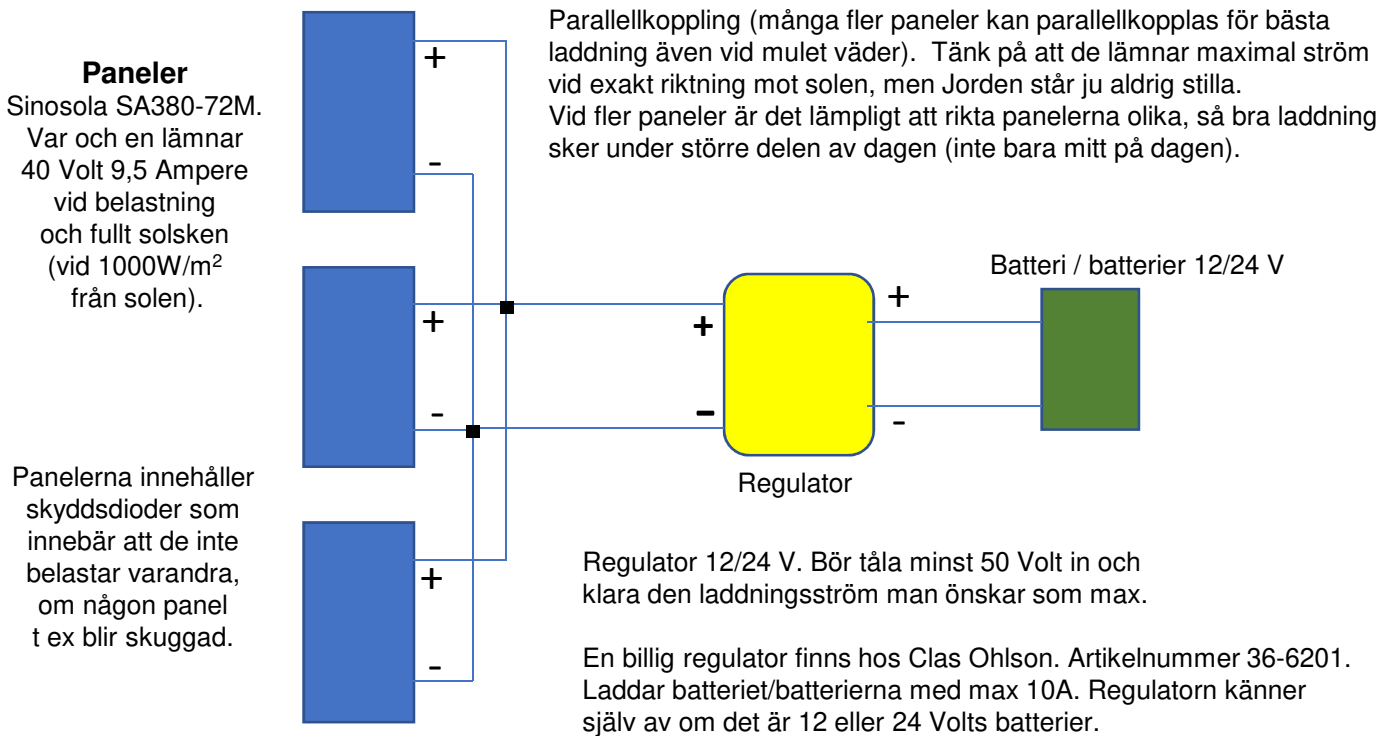 Parallellkoppling (många fler paneler kan parallellkopplas för bästa
laddning även vid mulet väder).  Tänk på att de lämnar maximal ström
vid exakt riktning mot solen, men Jorden står ju aldrig stilla.
Vid fler paneler är det lämpligt att rikta panelerna olika, så bra laddning
sker under större delen av dagen (inte bara mitt på dagen).
Paneler
Sinosola SA380-72M.
Var och en lämnar
40 Volt 9,5 Ampere
vid belastning
och fullt solsken
(vid 1000W/m²
från solen).
+
-
+
-
+
-
Panelerna innehåller
skyddsdioder som
innebär att de inte
belastar varandra,
om någon panel
t ex blir skuggad.
+
-
Regulator
+
-
Batteri / batterier 12/24 V
Regulator 12/24 V. Bör tåla minst 50 Volt in och
klara den laddningsström man önskar som max.
En billig regulator finns hos Clas Ohlson. Artikelnummer 36-6201.
Laddar batteriet/batterierna med max 10A. Regulatorn känner
själv av om det är 12 eller 24 Volts batterier.